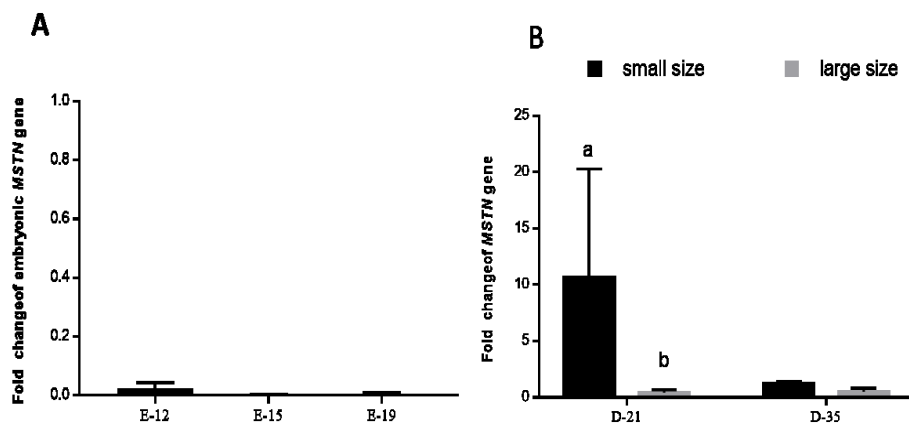 A
Fold changeof embryonic MSTN gene
1.0
0.8
0.6
0.4
0.2
0.0
E-12 E-15 E-19
B
small size large size
Fold changeof MSTN gene
25
20
15
10
5
0
a
b
D-21 D-35